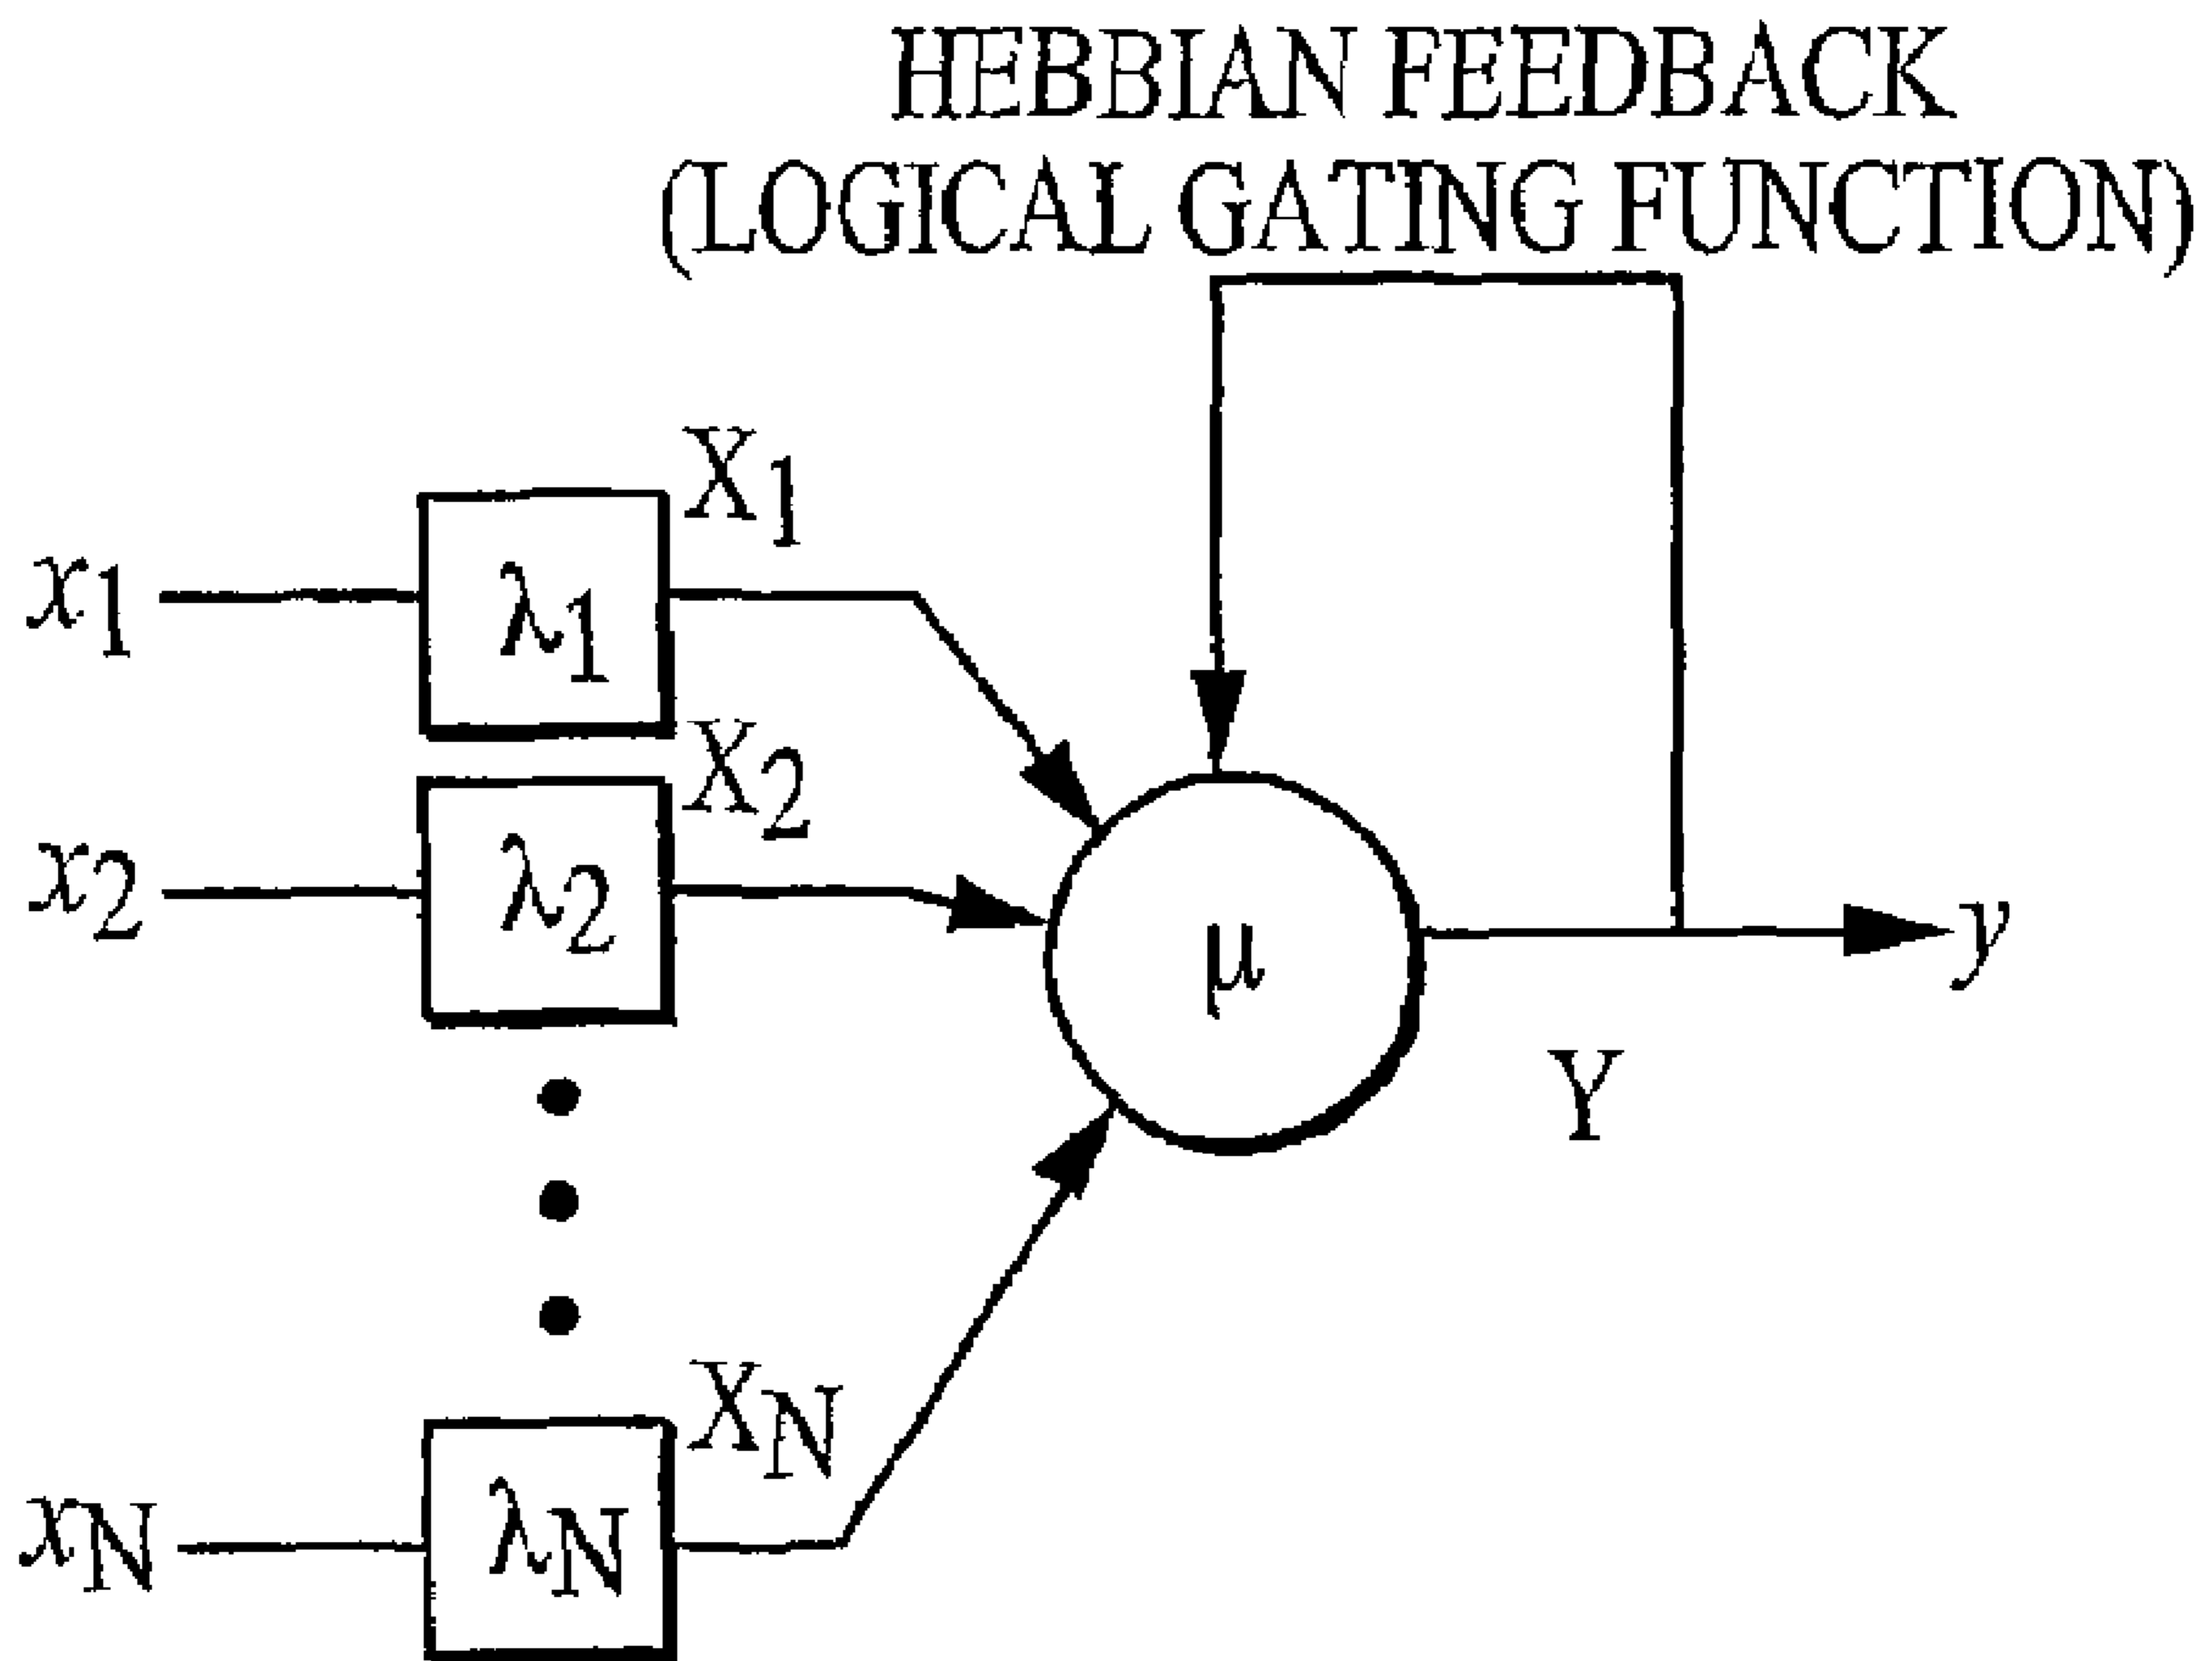 HEBBIAN FEEDBACK
(LOGICAL GATING FUNCTION)
X1
x1
λ1
X2
x2
λ2
μ
y
Y
XN
xN
λN